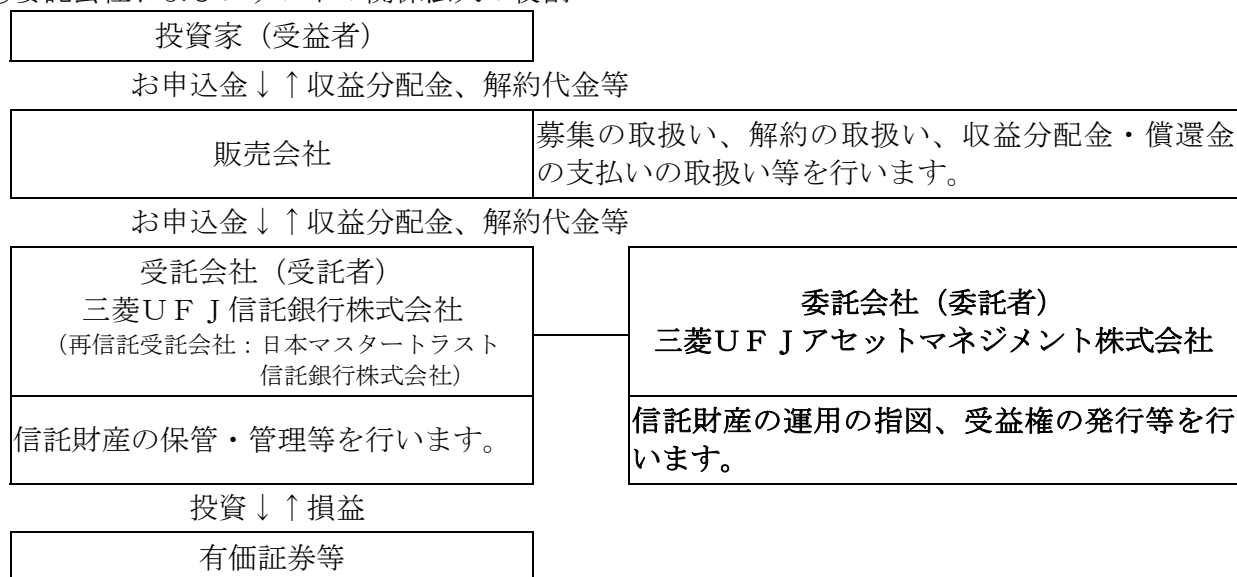 投資家（受益者）
お申込金↓↑収益分配金、解約代金等
販売会社
募集の取扱い、解約の取扱い、収益分配金・償還金
の支払いの取扱い等を行います。
お申込金↓↑収益分配金、解約代金等
受託会社（受託者）
三菱ＵＦＪ信託銀行株式会社
（再信託受託会社：日本マスタートラスト
信託銀行株式会社）
委託会社（委託者）
三菱ＵＦＪアセットマネジメント株式会社
信託財産の保管・管理等を行います。
信託財産の運用の指図、受益権の発行等を行
います。
投資↓↑損益
有価証券等